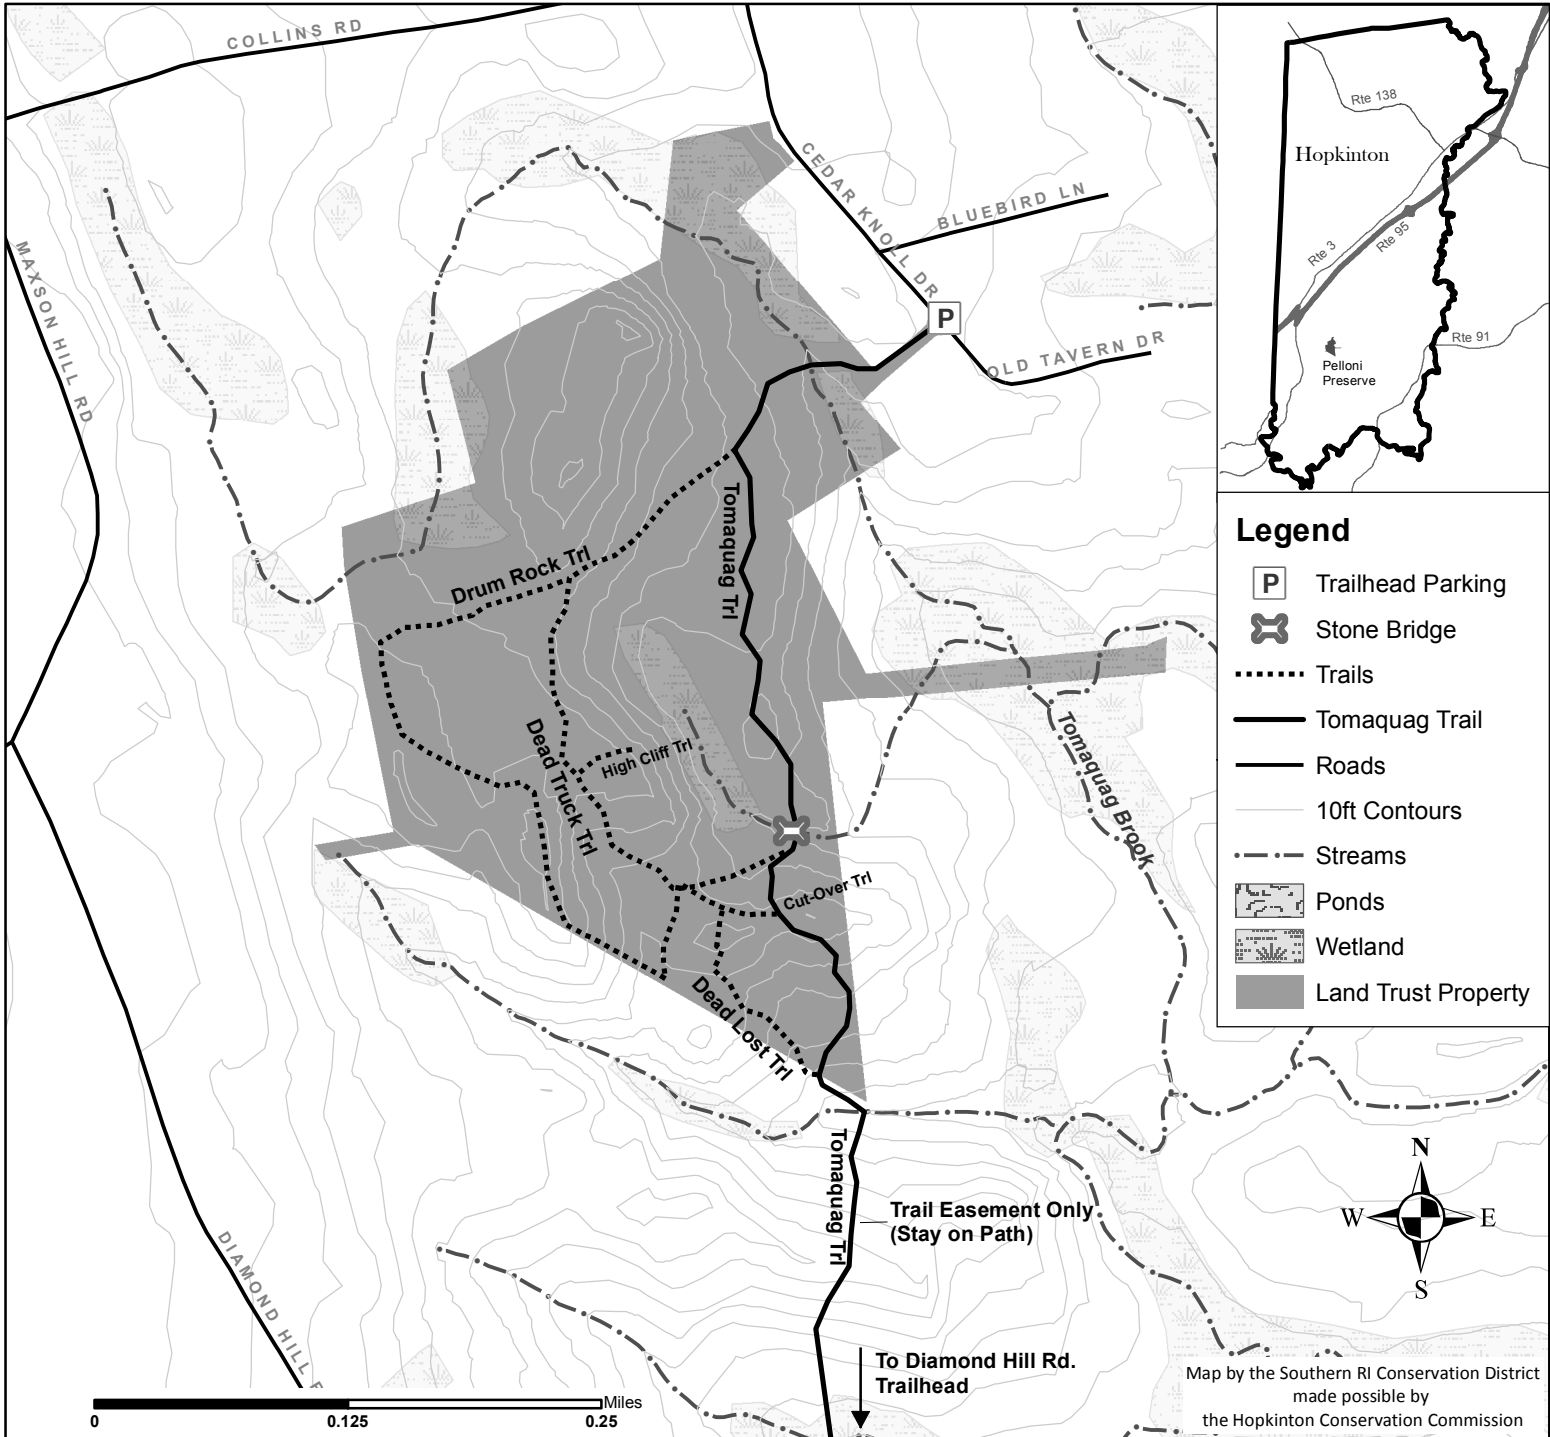 COLLINS RD
MAXSON HILL RD
CEDAR KNOLL DR
BLUEBIRD LN
P
OLD TAVERN DR
Rte 138
Hopkinton
Rte 3
Rte 95
Rte 91
Pelloni
Preserve
Tomaquag Trl
Drum Rock Trl
Dead Truck Trl
High Cliff Trl
Tomaquag Brook
Cut-Over Trl
Dead Lost Trl
Tomaquag Trl
Trail Easement Only
(Stay on Path)
DIAMOND HILL
To Diamond Hill Rd.
Trailhead
Legend
P Trailhead Parking
Stone Bridge
Trails
Tomaquag Trail
Roads
10ft Contours
Streams
Ponds
Wetland
Land Trust Property
N
W E
S
Miles
0 0.125 0.25
Map by the Southern RI Conservation District
made possible by
the Hopkinton Conservation Commission